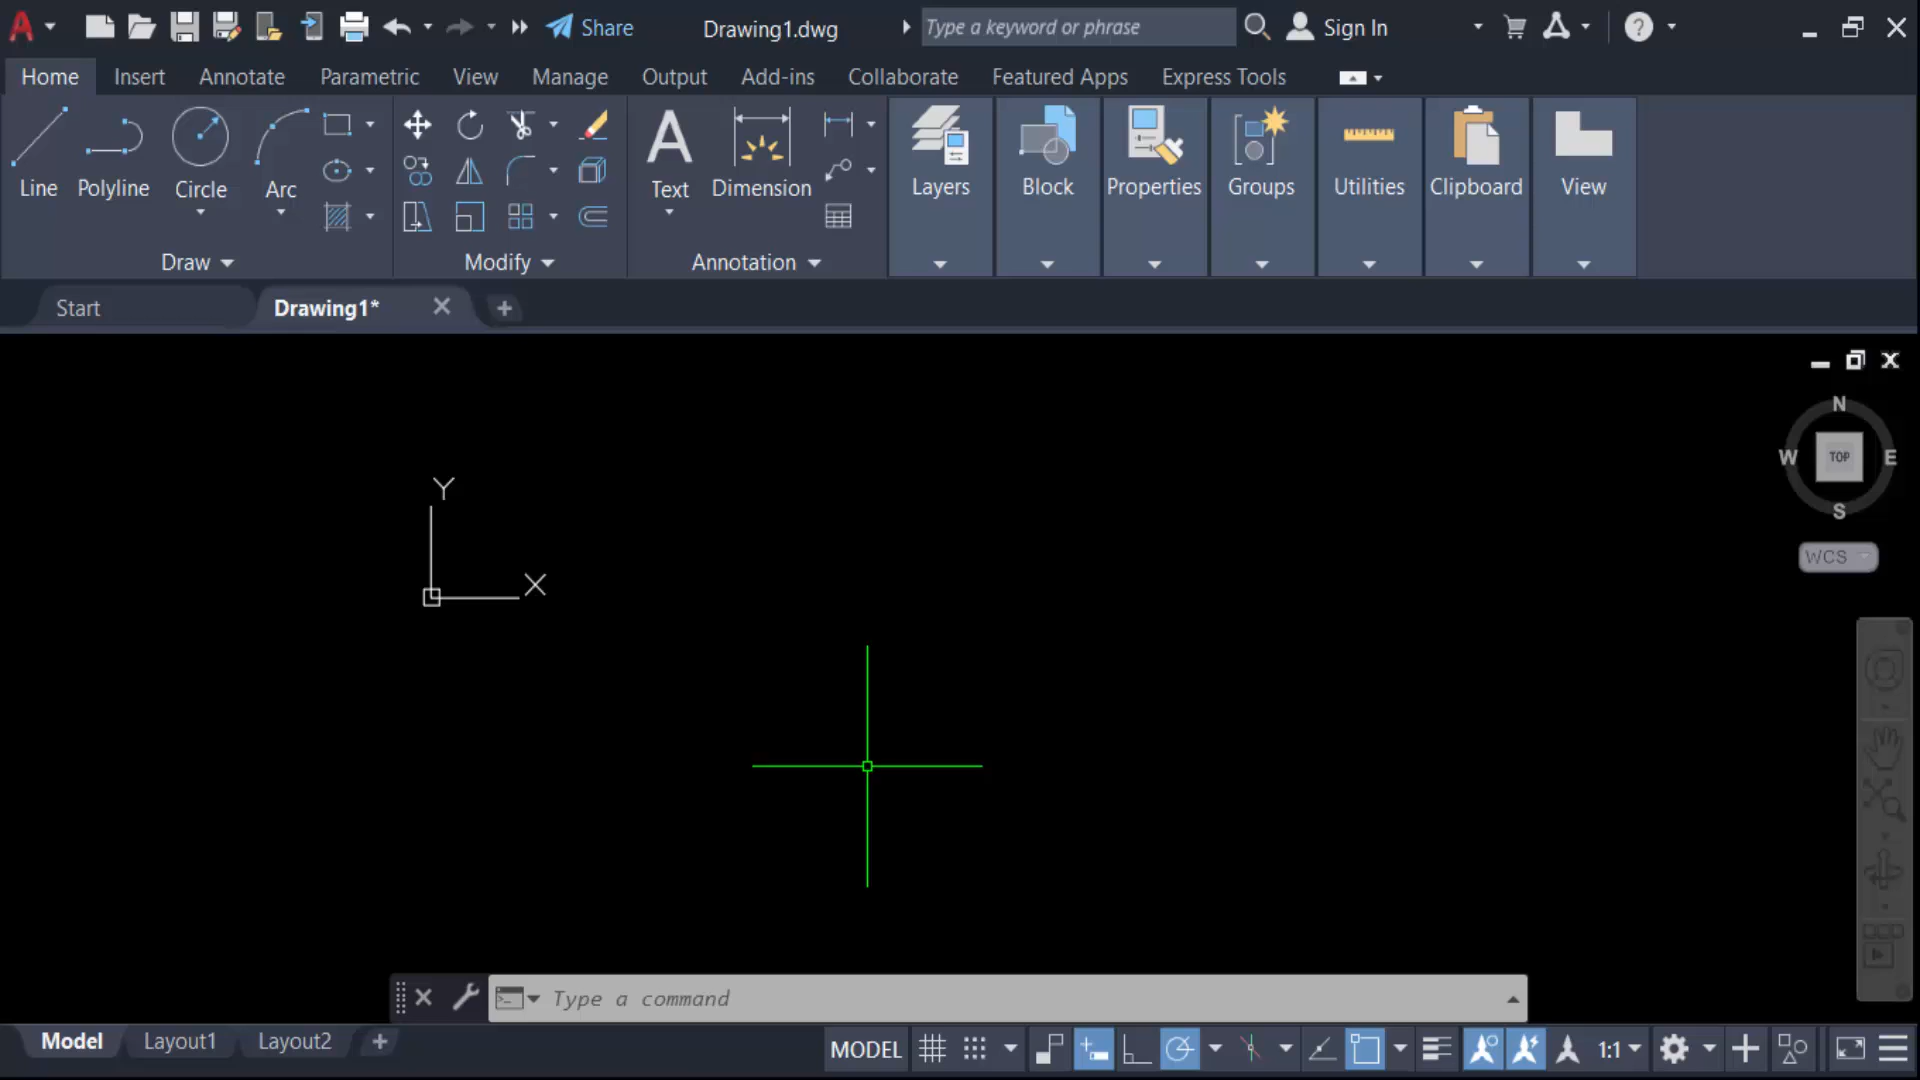 Share
Drawing1.dwg
Type a keyword or phrase
Sign In
Home
Insert
Annotate
Parametric
View
Manage
Output
Add-ins
Collaborate
Featured Apps
Express Tools
Line
Polyline
Circle
Arc
Text
Dimension
Layers
Block
Properties
Groups
Utilities
Clipboard
View
Draw
Modify
Annotation
Start
Drawing1*
N
W
TOP
E
S
WCS
Y
X
Type a command
Model
Layout1
Layout2
MODEL
1:1